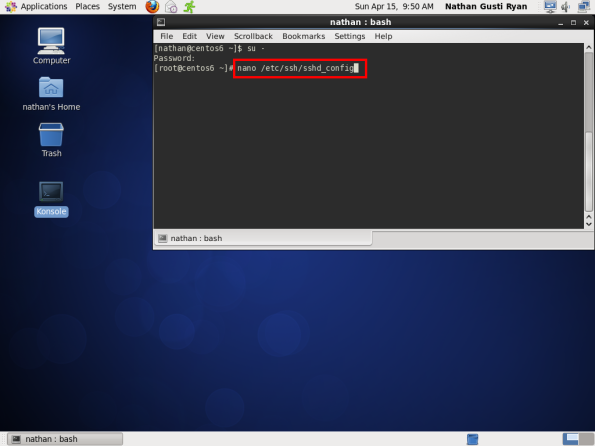 Applications Places System Sun Apr 15, 9:50 AM Nathan Gusti Ryan
nathan : bash
File Edit View Scrollback Bookmarks Settings Help
[nathan@centos6 ~]$ su -
Password:
[root@centos6 ~]# nano /etc/ssh/sshd_config
Computer
nathan's Home
Trash
Konsole
nathan : bash
nathan : bash